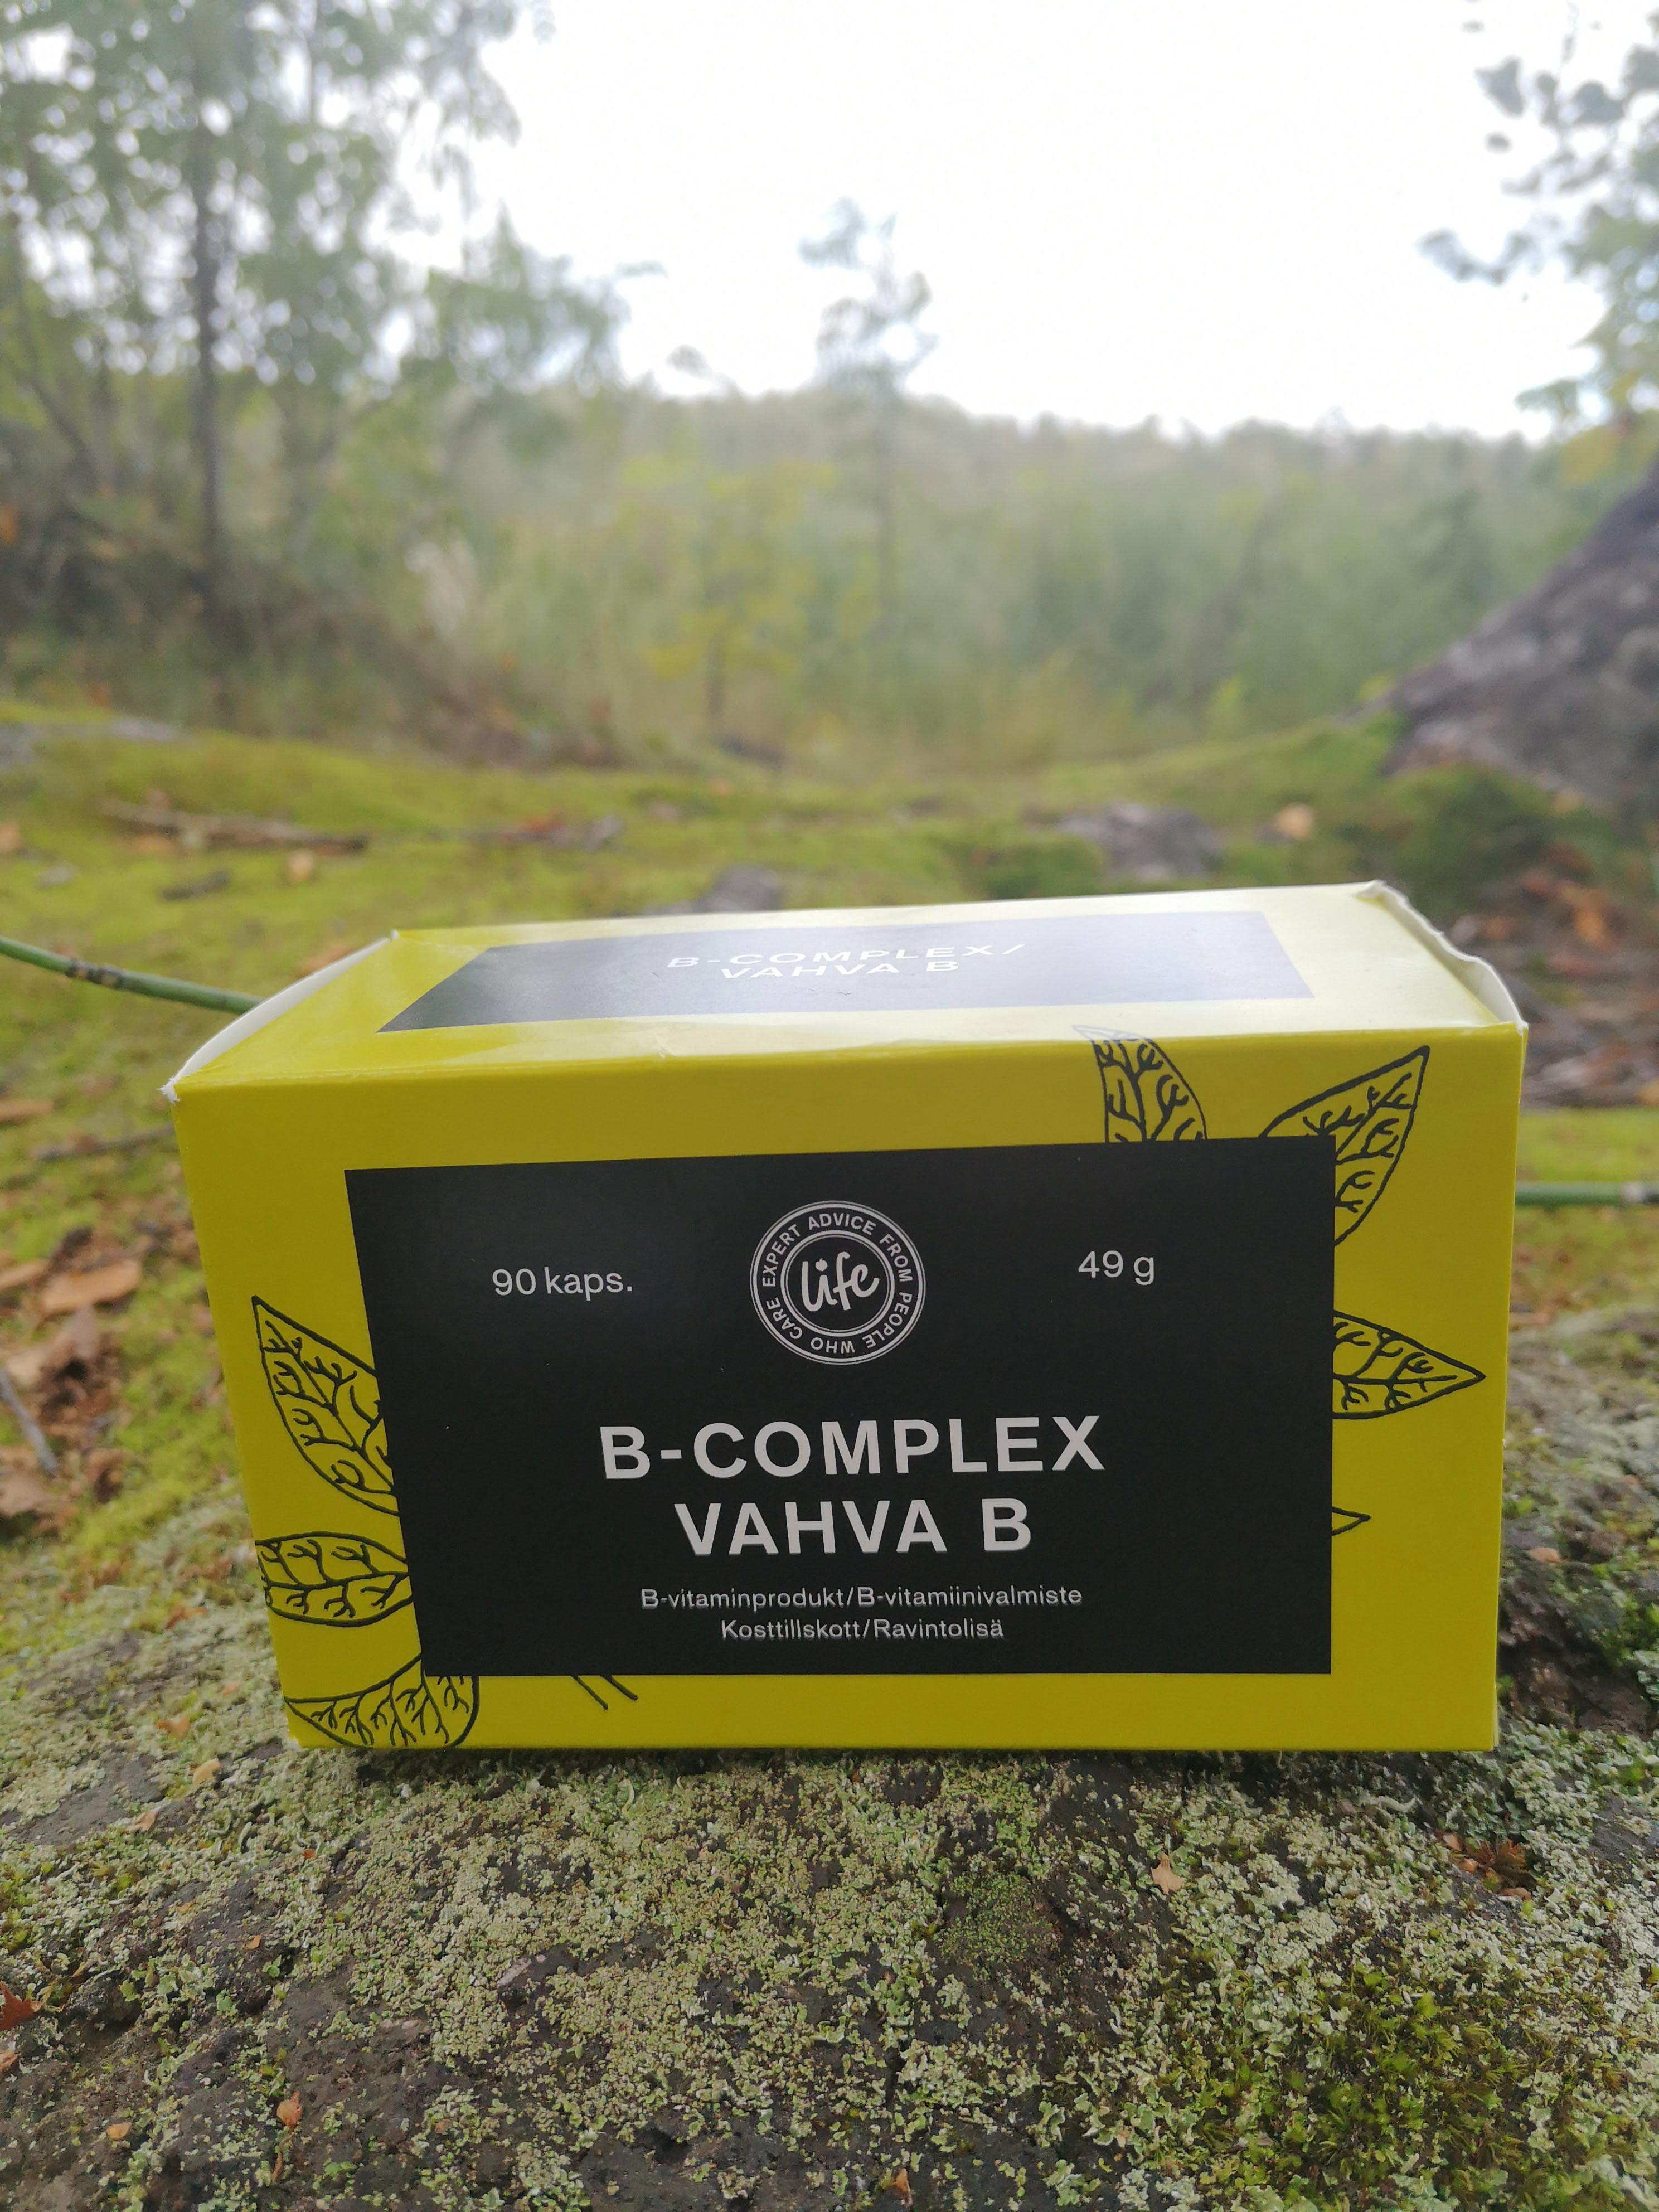 B-COMPLEX/
VAHVA B
90 kaps.
EXPERT ADVICE FROM PEOPLE WHO CARE
life
49 g
B-COMPLEX
VAHVA B
B-vitaminprodukt/B-vitamiinivalmiste
Kosttillskott/Ravintolisä